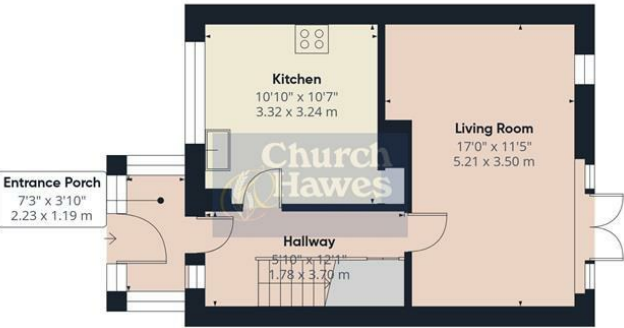 Kitchen
10'10" x 10'7"
3.32 x 3.24 m
Living Room
17'0" x 11'5"
5.21 x 3.50 m
Church
Hawes
Entrance Porch
7'3" x 3'10"
2.23 x 1.19 m
Hallway
5'10" x 12'1"
1.78 x 3.70 m